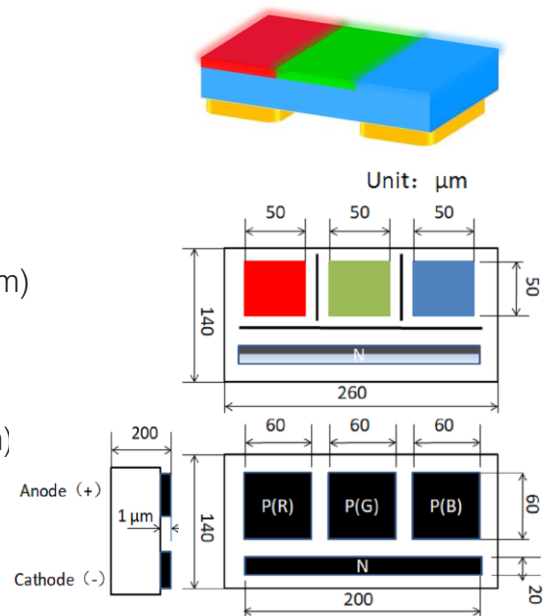 Unit： μm
50 50 50
m)
140
50
N
260
n)
200
60 60 60
Anode（+）
1 μm
140
P(R) P(G) P(B)
60
Cathode (-)
N
20
200